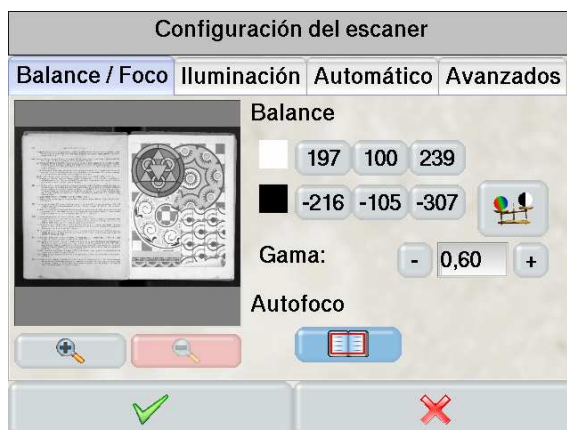 Configuración del escaner
Balance / Foco Iluminación Automático Avanzados
Balance
197 100 239
-216 -105 -307
Gama: - 0,60 +
Autofoco